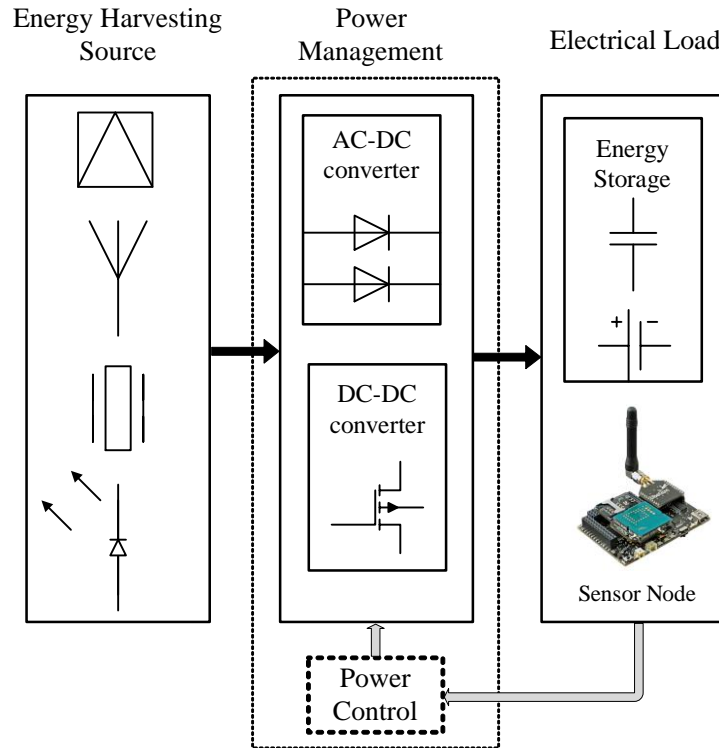 Energy Harvesting
Source
Power
Management
Electrical Load
AC-DC
converter
DC-DC
converter
Energy
Storage
+
−
Sensor Node
Power
Control